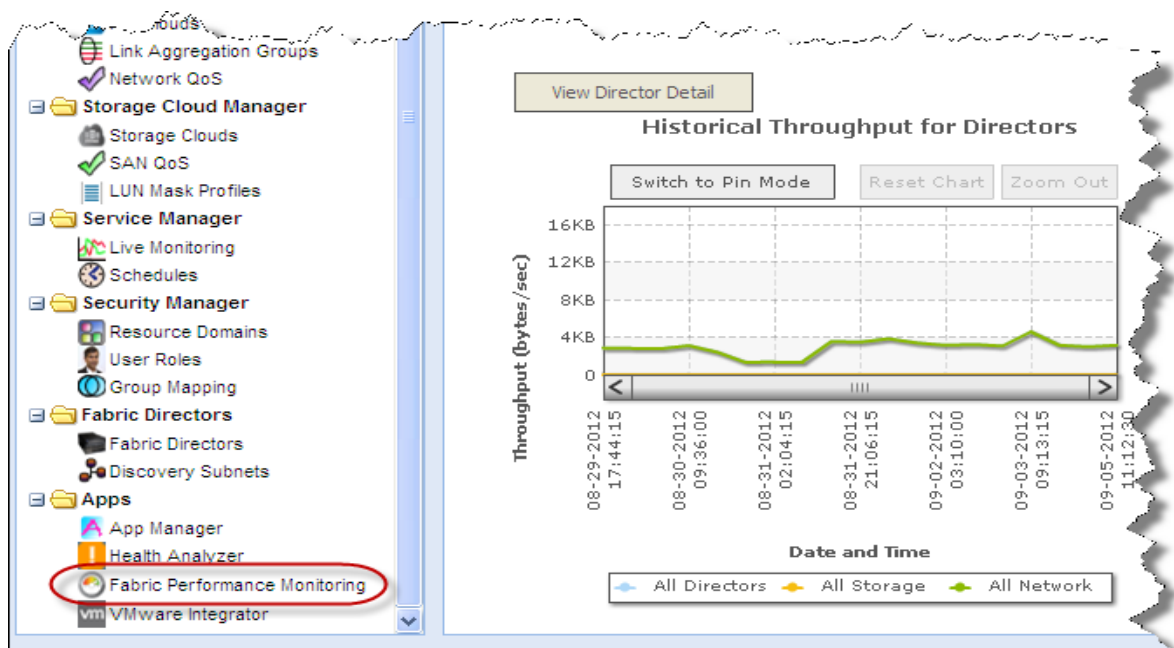 Link Aggregation Groups
Network QoS
Storage Cloud Manager
Storage Clouds
SAN QoS
LUN Mask Profiles
Service Manager
Live Monitoring
Schedules
Security Manager
Resource Domains
User Roles
Group Mapping
Fabric Directors
Fabric Directors
Discovery Subnets
Apps
App Manager
Health Analyzer
Fabric Performance Monitoring
vm VMware Integrator
View Director Detail
Historical Throughput for Directors
Switch to Pin Mode
Reset Chart
Zoom Out
Throughput (bytes/sec)
16KB
12KB
8KB
4KB
0
08-29-2012 17:44:15
08-30-2012 09:36:00
08-31-2012 02:04:15
08-31-2012 21:06:15
09-02-2012 03:10:00
09-03-2012 09:13:15
09-05-2012 11:12:30
Date and Time
All Directors
All Storage
All Network